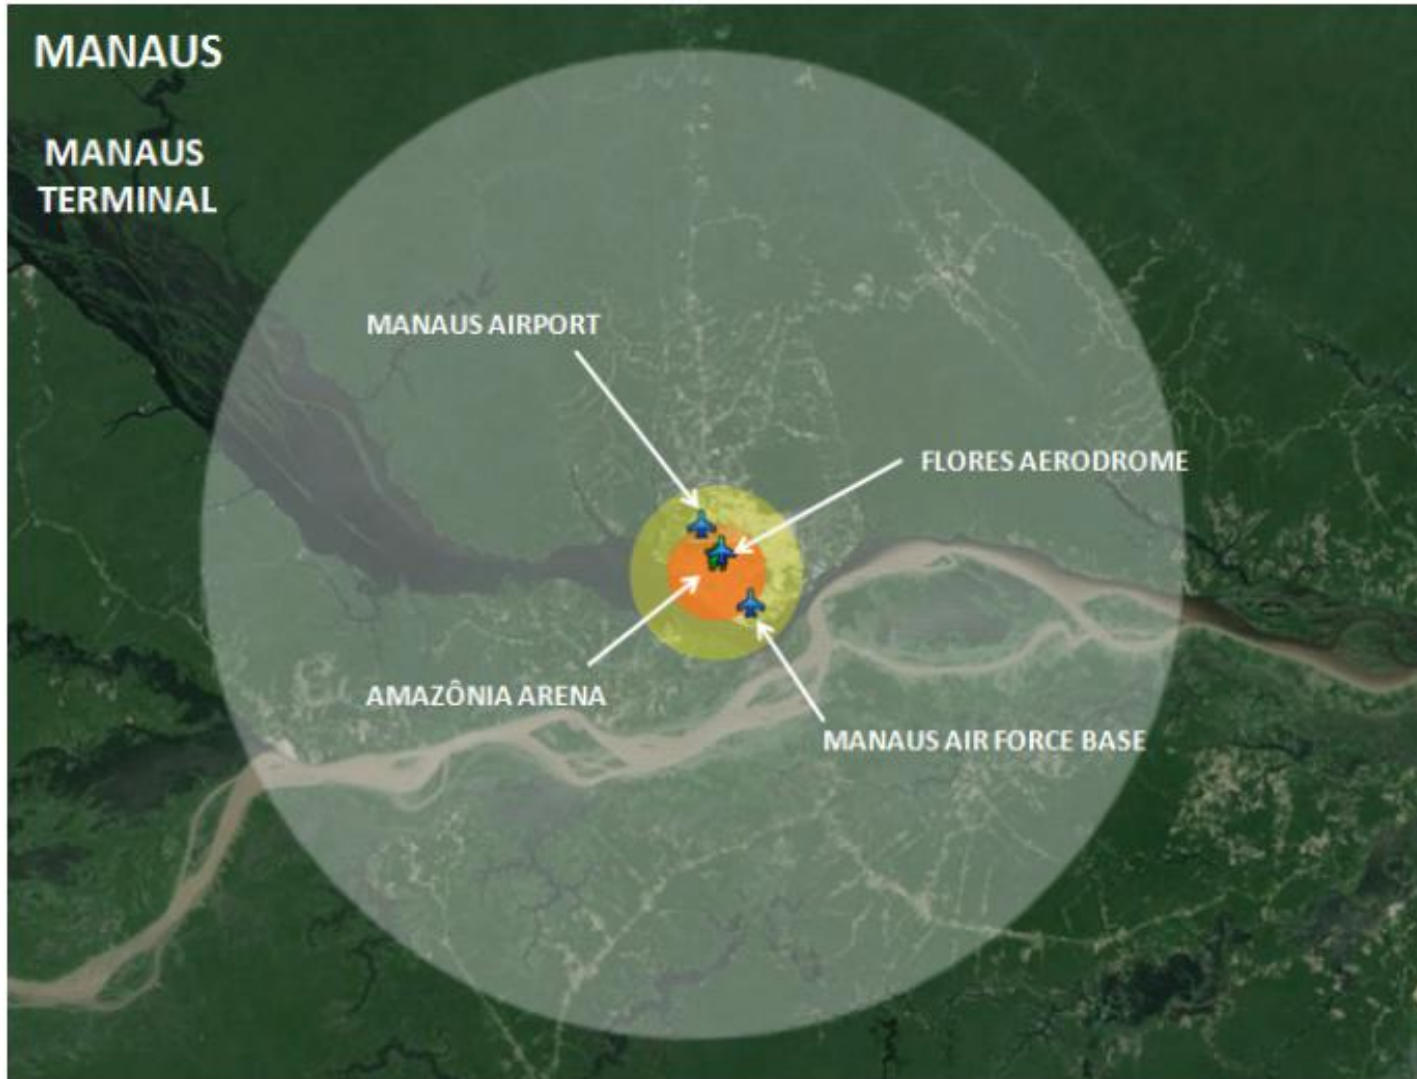 MANAUS
MANAUS
TERMINAL
MANAUS AIRPORT
FLORES AERODROME
AMAZÔNIA ARENA
MANAUS AIR FORCE BASE